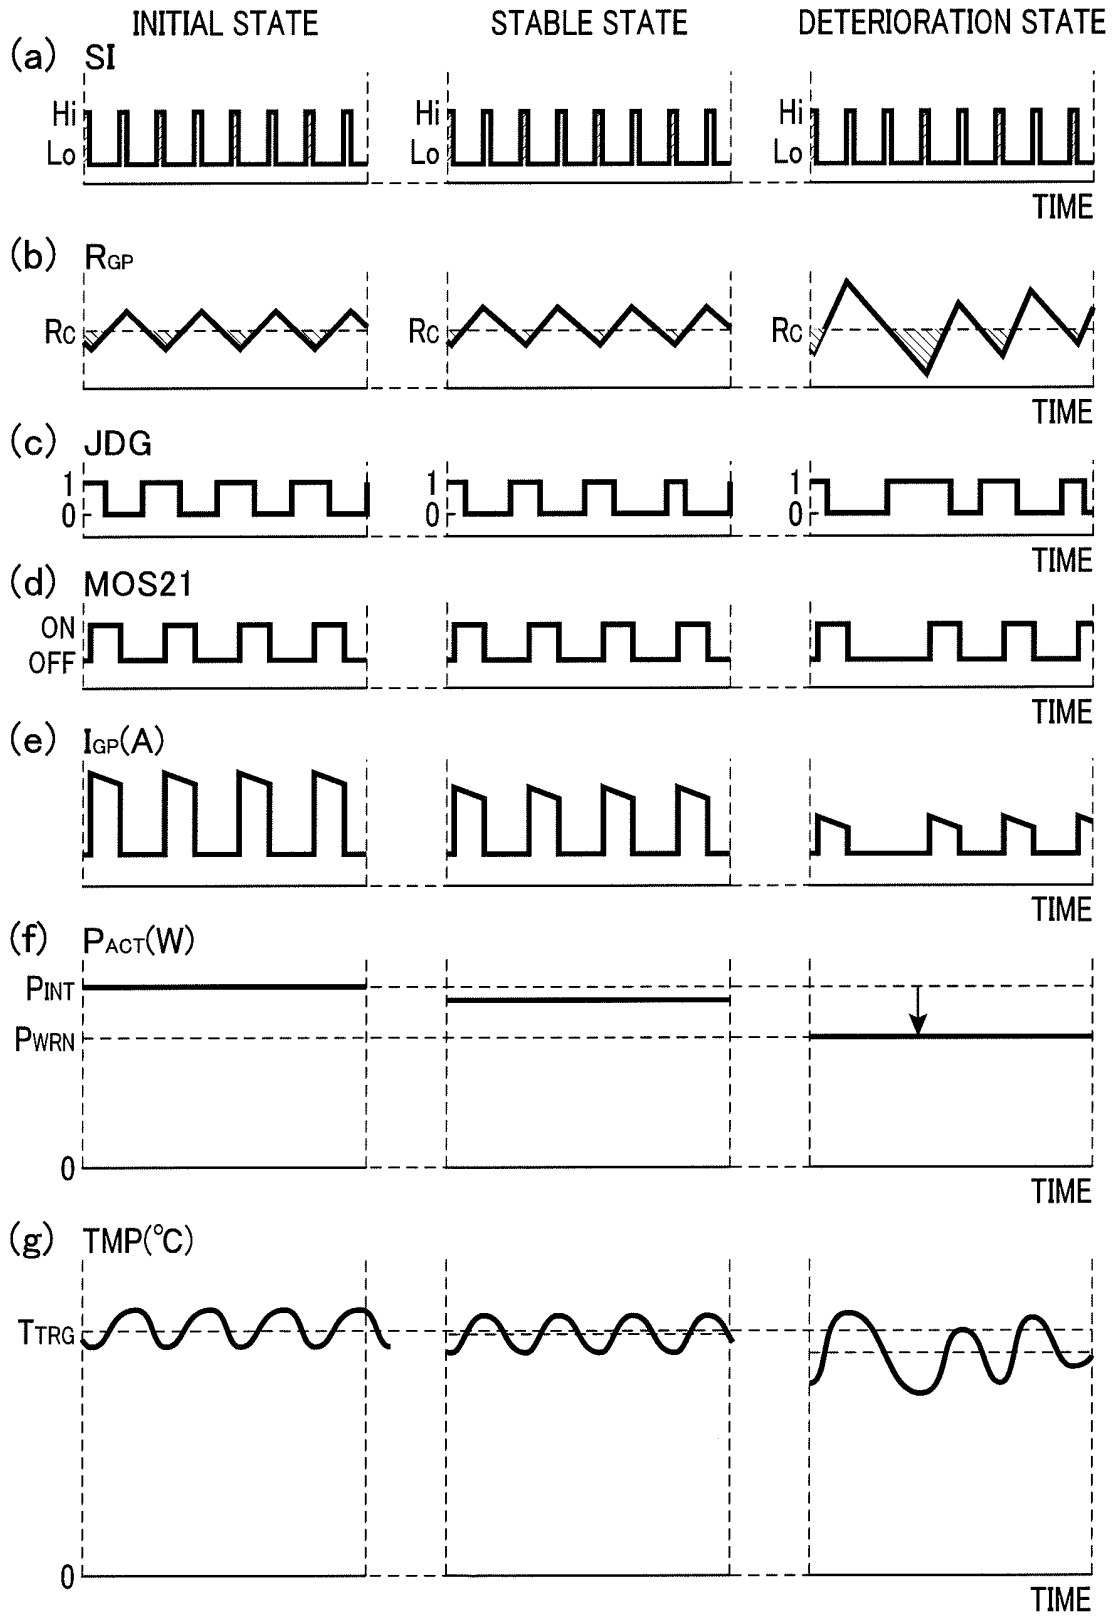 INITIAL STATE STABLE STATE DETERIORATION STATE
(a) SI
Hi Hi Hi
Lo Lo Lo
TIME
(b) RGP
Rc Rc Rc
TIME
(c) JDG
1 1 1
0 0 0
TIME
(d) MOS21
ON
OFF
TIME
(e) IGP(A)
TIME
(f) PACT(W)
PINT
PWRN
0
TIME
(g) TMP(°C)
TTRG
0
TIME